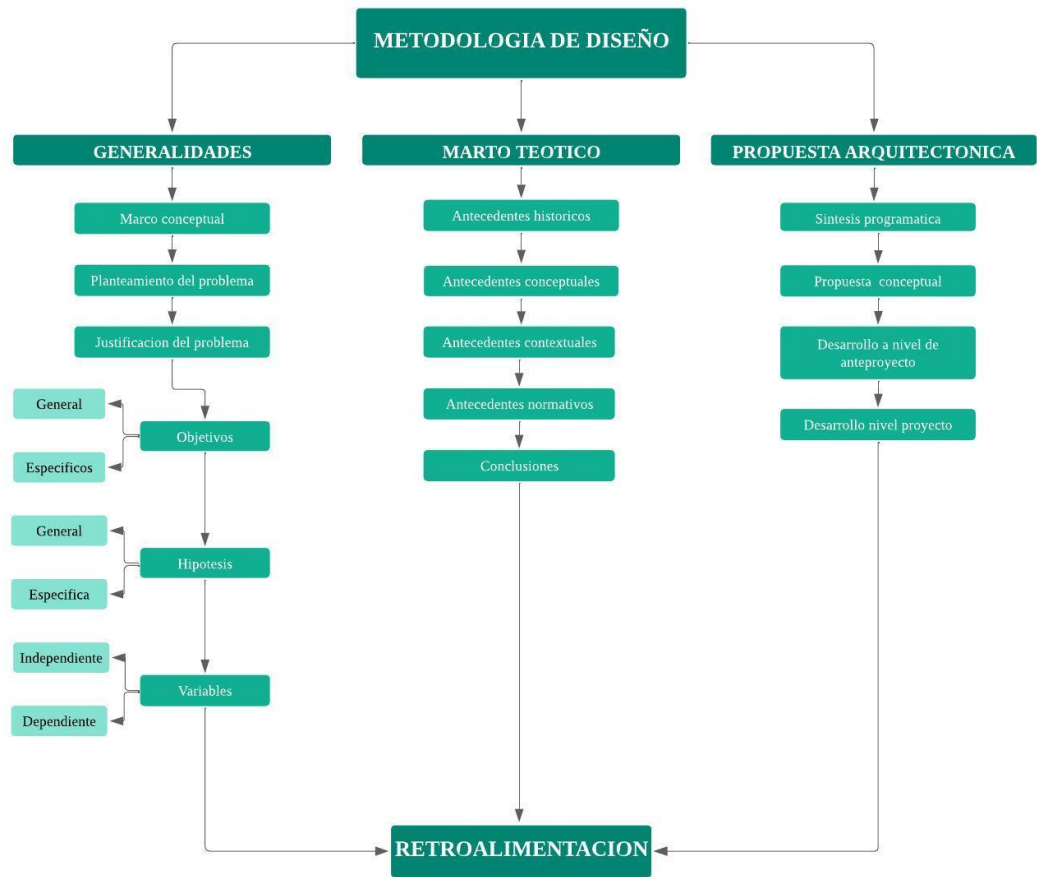 METODOLOGIA DE DISEÑO
GENERALIDADES
Marco conceptual
Planteamiento del problema
Justificacion del problema
Objetivos
General
Especificos
Hipotesis
General
Especifica
Variables
Independiente
Dependiente
MARTO TEOTICO
Antecedentes historicos
Antecedentes conceptuales
Antecedentes contextuales
Antecedentes normativos
Conclusiones
PROPUESTA ARQUITECTONICA
Sintesis programatica
Propuesta conceptual
Desarrollo a nivel de
anteproyecto
Desarrollo nivel proyecto
RETROALIMENTACION